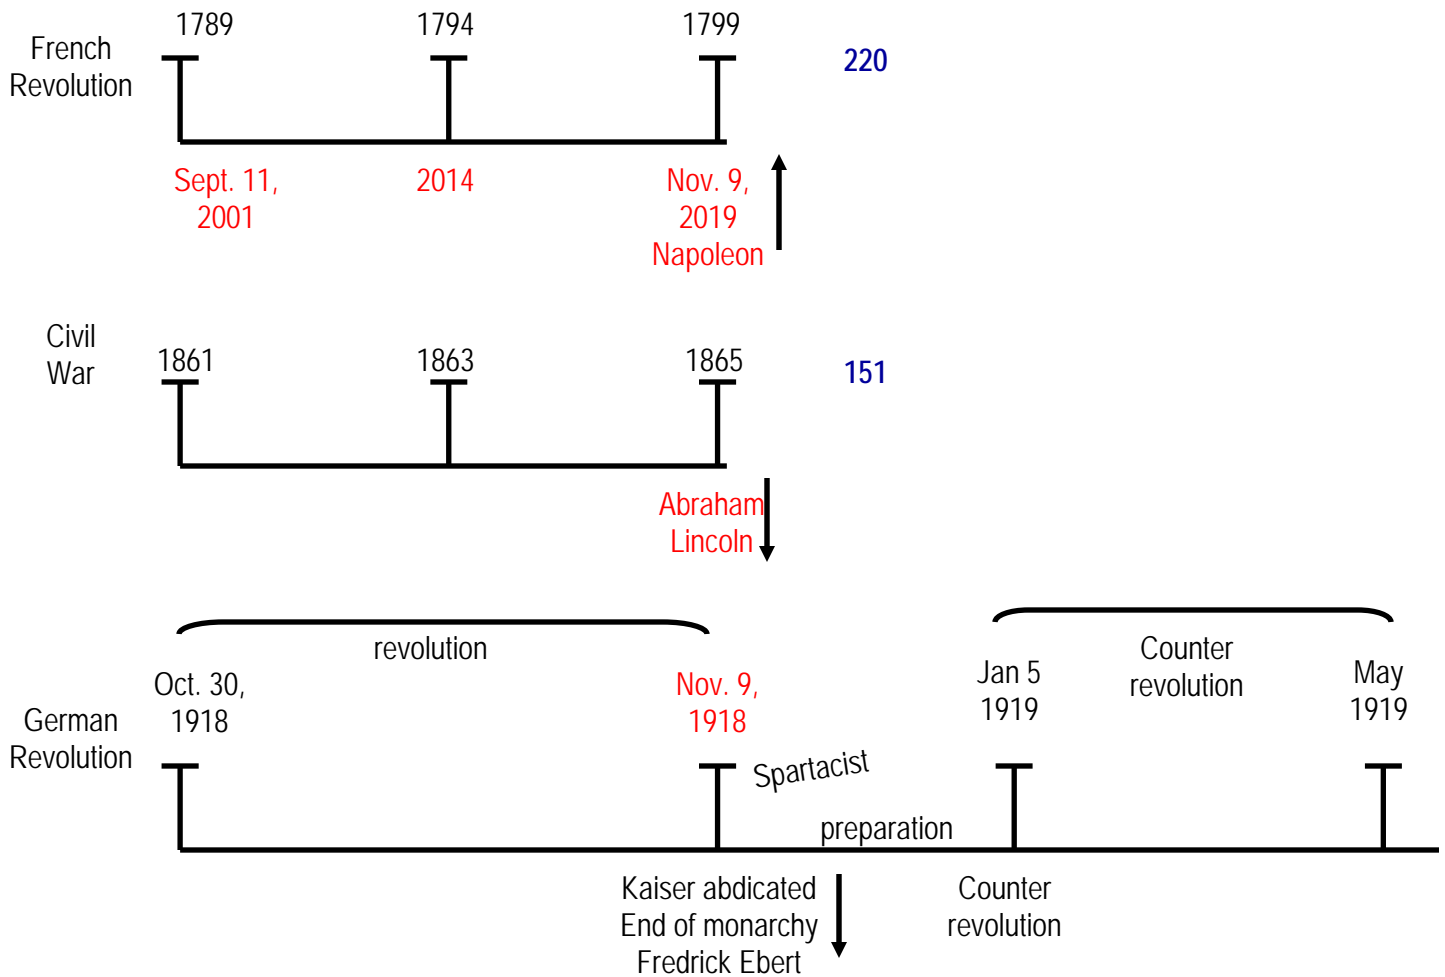 French
Revolution
1789
1794
1799
220
Sept. 11,
2001
2014
Nov. 9,
2019
Napoleon
Civil
War
1861
1863
1865
151
Abraham
Lincoln
revolution
Counter
revolution
German
Revolution
Oct. 30,
1918
Nov. 9,
1918
Jan 5
1919
May
1919
Spartacist
preparation
Kaiser abdicated
End of monarchy
Fredrick Ebert
Counter
revolution